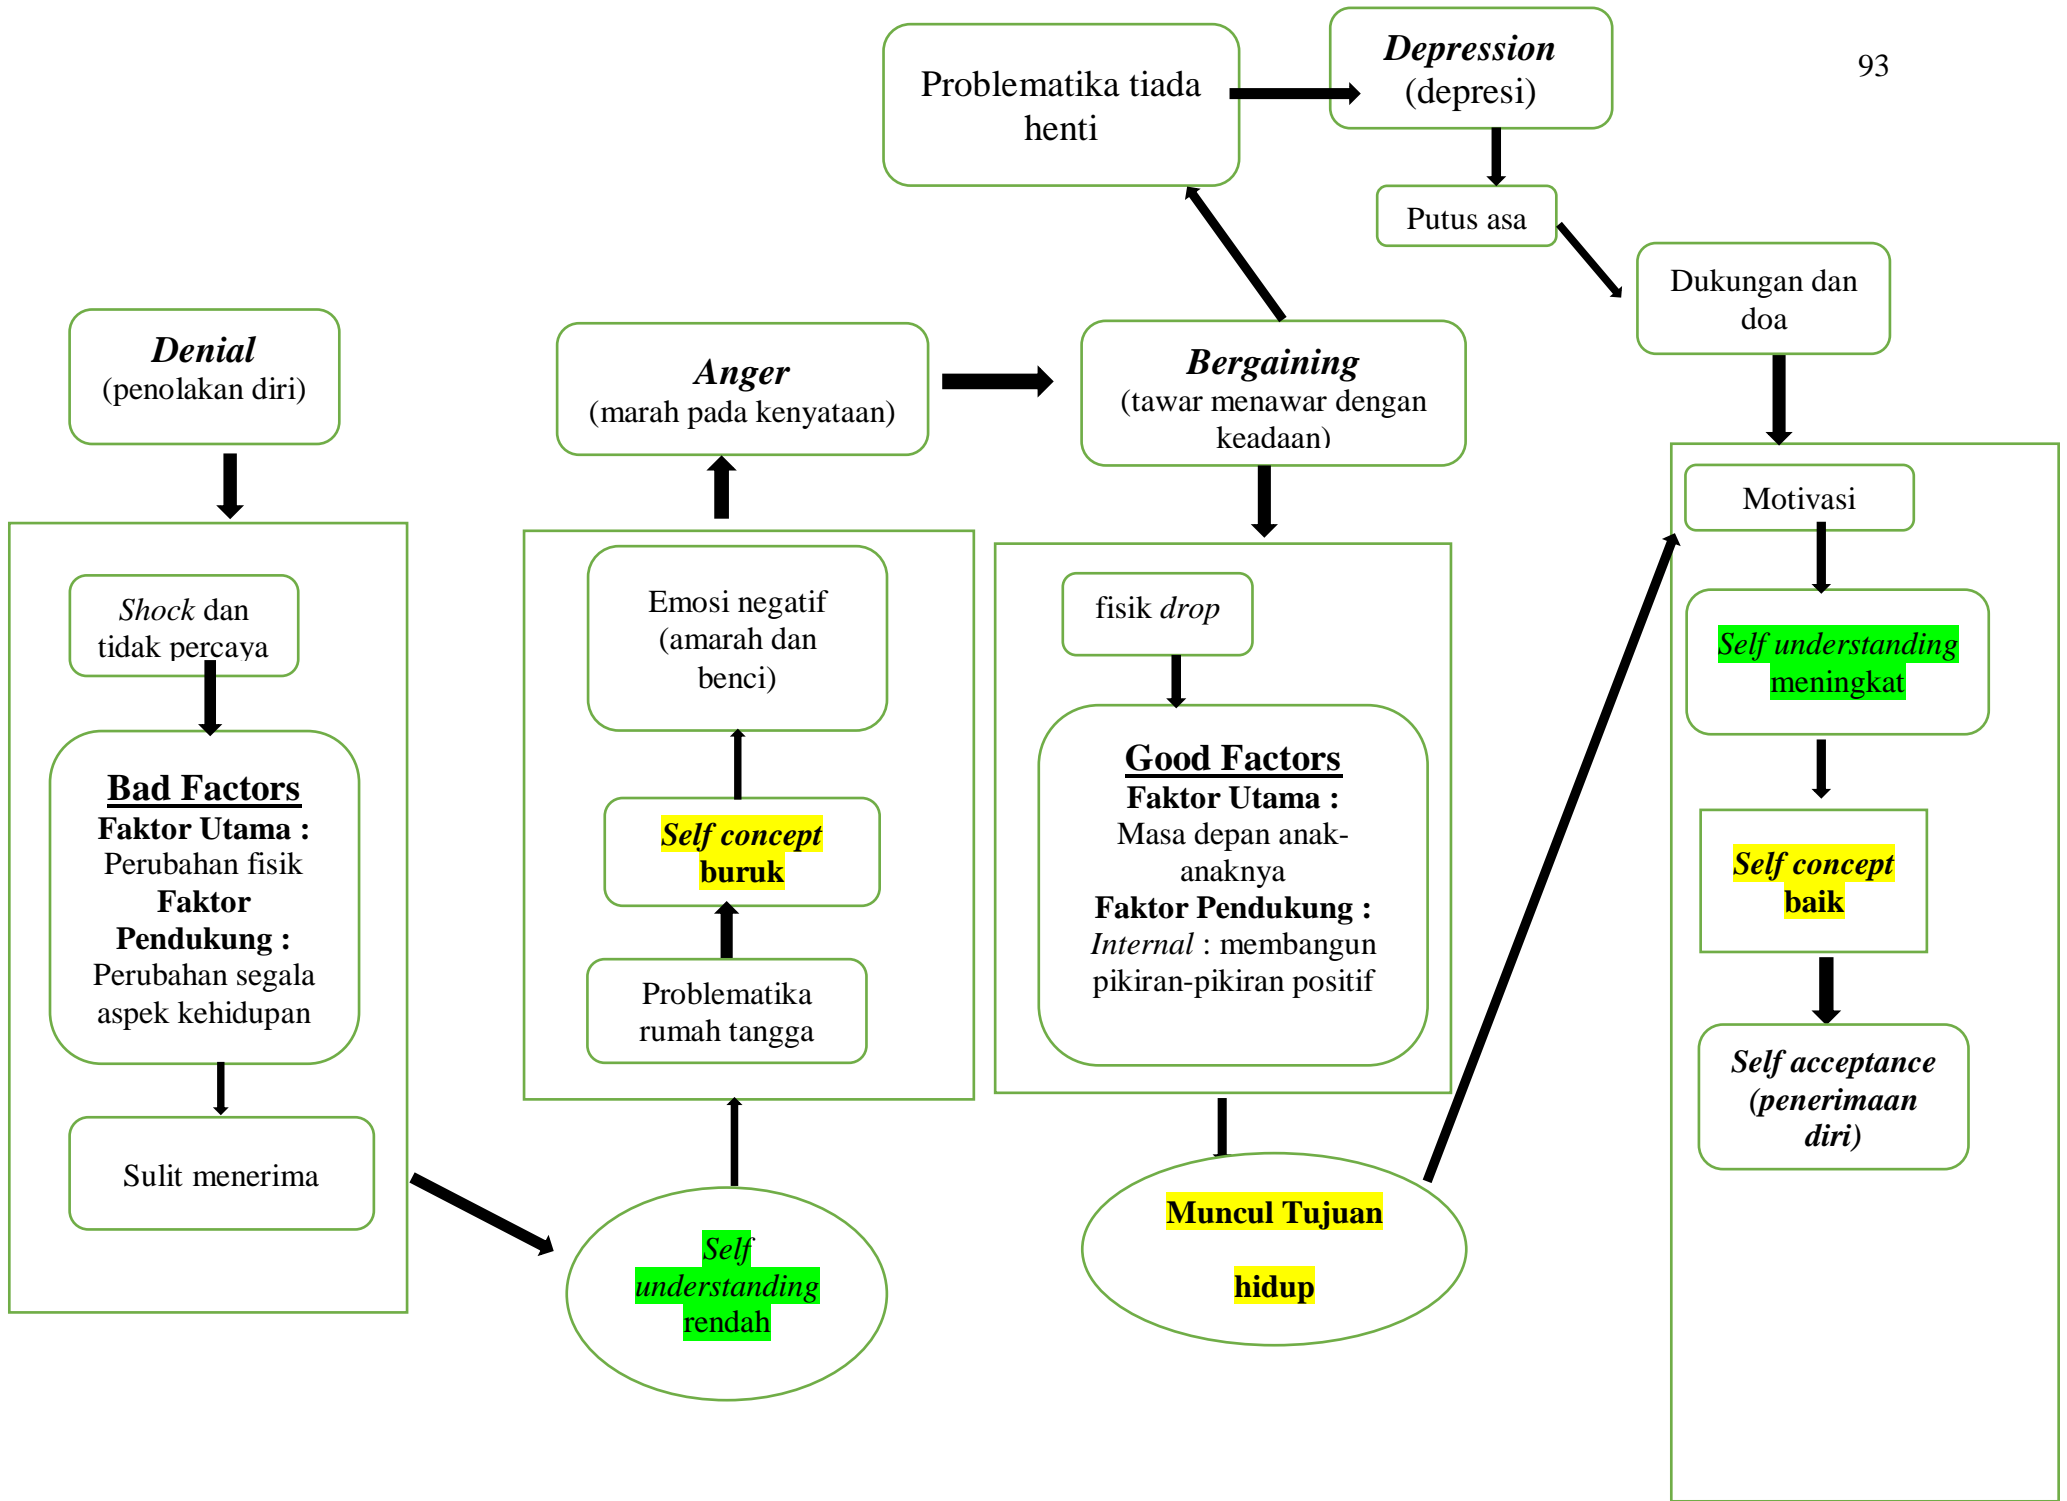 93
Denial
(penolakan diri)
Shock dan
tidak percaya
Bad Factors
Faktor Utama :
Perubahan fisik
Faktor
Pendukung :
Perubahan segala
aspek kehidupan
Sulit menerima
Self
understanding
rendah
Problematika
rumah tangga
Self concept
buruk
Emosi negatif
(amarah dan
benci)
Anger
(marah pada kenyataan)
Bergaining
(tawar menawar dengan
keadaan)
fisik drop
Good Factors
Faktor Utama :
Masa depan anak-
anaknya
Faktor Pendukung :
Internal : membangun
pikiran-pikiran positif
Muncul Tujuan
hidup
Problematika tiada
henti
Depression
(depresi)
Putus asa
Dukungan dan
doa
Motivasi
Self understanding
meningkat
Self concept
baik
Self acceptance
(penerimaan
diri)